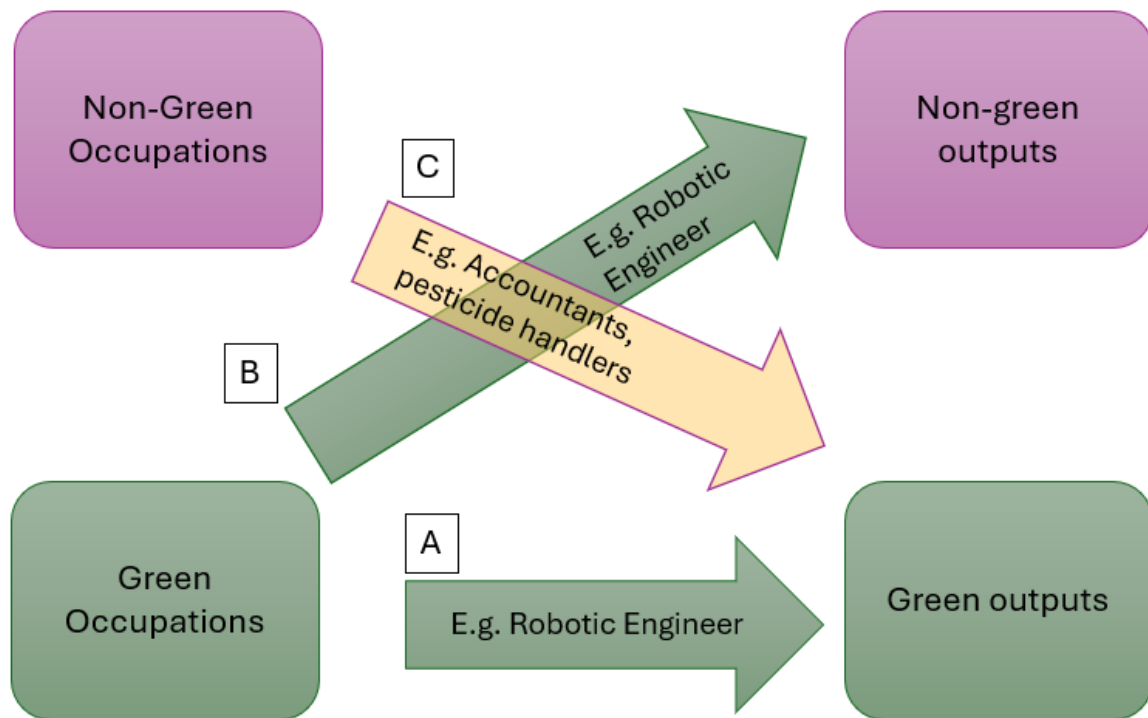 Non-Green
Occupations
Non-green
outputs
C
E.g. Robotic
Engineer
E.g. Accountants,
pesticide handlers
B
A
Green
Occupations
E.g. Robotic Engineer
Green outputs